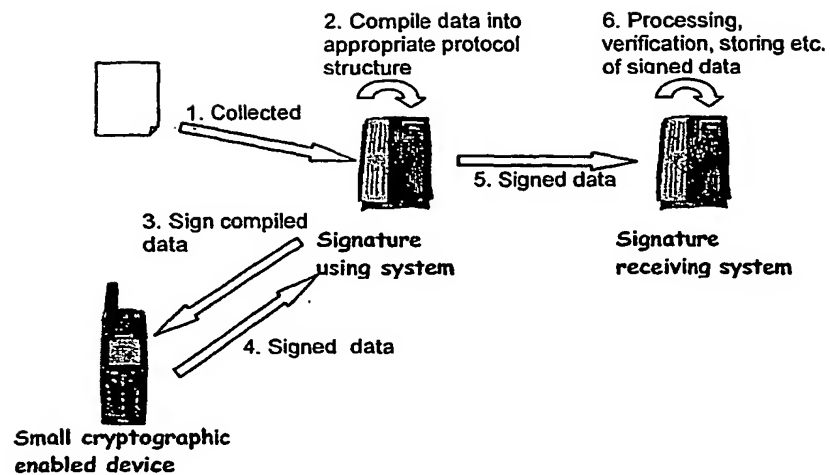 2. Compile data into
appropriate protocol
structure
6. Processing,
verification, storing etc.
of signed data
1. Collected
5. Signed data
3. Sign compiled
data
Signature
using system
Signature
receiving system
4. Signed data
Small cryptographic
enabled device